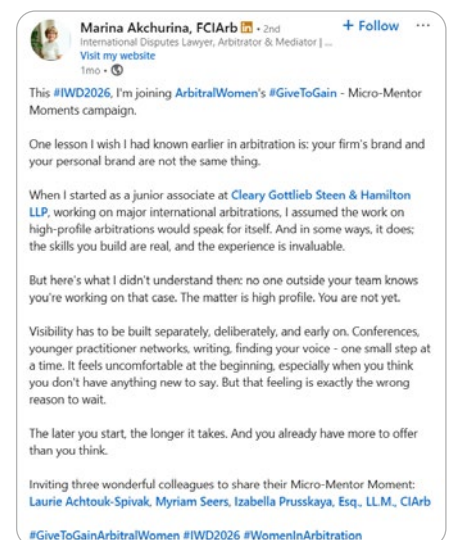 Marina Akchurina, FCIArb in • 2nd
+ Follow ...
International Disputes Lawyer, Arbitrator & Mediator | ...
Visit my website
1mo •
This #IWD2026, I'm joining ArbitralWomen's #GiveToGain - Micro-Mentor
Moments campaign.
One lesson I wish I had known earlier in arbitration is: your firm's brand and
your personal brand are not the same thing.
When I started as a junior associate at Cleary Gottlieb Steen & Hamilton
LLP, working on major international arbitrations, I assumed the work on
high-profile arbitrations would speak for itself. And in some ways, it does;
the skills you build are real, and the experience is invaluable.
But here's what I didn't understand then: no one outside your team knows
you're working on that case. The matter is high profile. You are not yet.
Visibility has to be built separately, deliberately, and early on. Conferences,
younger practitioner networks, writing, finding your voice - one small step at
a time. It feels uncomfortable at the beginning, especially when you think
you don't have anything new to say. But that feeling is exactly the wrong
reason to wait.
The later you start, the longer it takes. And you already have more to offer
than you think.
Inviting three wonderful colleagues to share their Micro-Mentor Moment:
Laurie Achtouk-Spivak, Myriam Seers, Izabella Prusskaya, Esq., LL.M., CIArb
#GiveToGainArbitralWomen #IWD2026 #WomenInArbitration